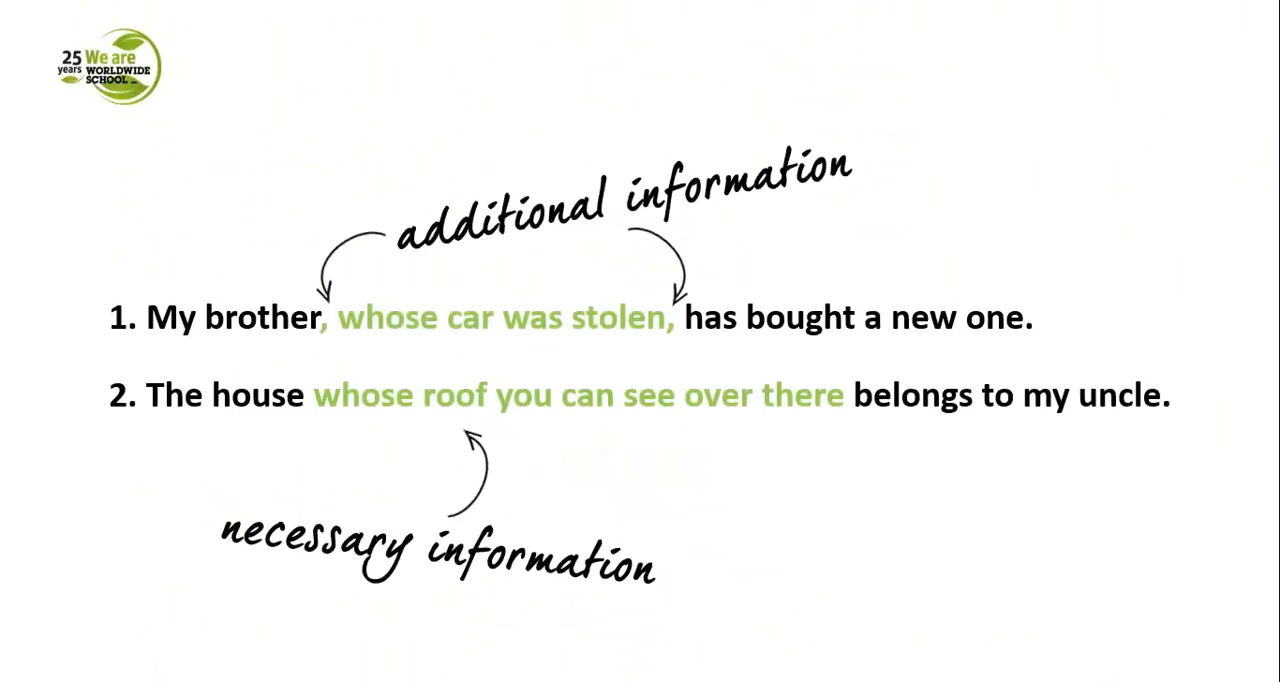 25 We are
years WORLDWIDE
SCHOOL
additional information
1. My brother, whose car was stolen, has bought a new one.
2. The house whose roof you can see over there belongs to my uncle.
necessary information